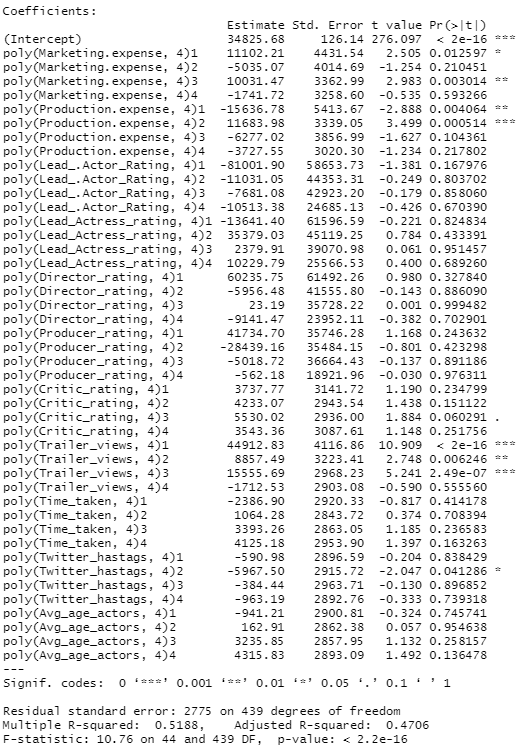 Coefficients:
Estimate Std. Error t value Pr(>|t|)
(Intercept) 34825.68 126.14 276.097 < 2e-16 ***
poly(Marketing.expense, 4)1 11102.21 4431.54 2.505 0.012597 *
poly(Marketing.expense, 4)2 -5035.07 4014.69 -1.254 0.210451
poly(Marketing.expense, 4)3 10031.47 3362.99 2.983 0.003014 **
poly(Marketing.expense, 4)4 -1741.72 3258.60 -0.535 0.593266
poly(Production.expense, 4)1 -15636.78 5413.67 -2.888 0.004064 **
poly(Production.expense, 4)2 11683.98 3339.05 3.499 0.000514 ***
poly(Production.expense, 4)3 -6277.02 3856.99 -1.627 0.104361
poly(Production.expense, 4)4 -3727.55 3020.30 -1.234 0.217802
poly(Lead_.Actor_Rating, 4)1 -81001.90 58653.73 -1.381 0.167976
poly(Lead_.Actor_Rating, 4)2 -11031.05 44353.31 -0.249 0.803702
poly(Lead_.Actor_Rating, 4)3 -7681.08 42923.20 -0.179 0.858060
poly(Lead_.Actor_Rating, 4)4 -10513.38 24685.13 -0.426 0.670390
poly(Lead_Actress_rating, 4)1 -13641.40 61596.59 -0.221 0.824834
poly(Lead_Actress_rating, 4)2 35379.03 45119.25 0.784 0.433391
poly(Lead_Actress_rating, 4)3 2379.91 39070.98 0.061 0.951457
poly(Lead_Actress_rating, 4)4 10229.79 25566.53 0.400 0.689260
poly(Director_rating, 4)1 60235.75 61492.26 0.980 0.327840
poly(Director_rating, 4)2 -5956.48 41555.80 -0.143 0.886090
poly(Director_rating, 4)3 23.19 35728.22 0.001 0.999482
poly(Director_rating, 4)4 -9141.47 23952.11 -0.382 0.702901
poly(Producer_rating, 4)1 41734.70 35746.28 1.168 0.243632
poly(Producer_rating, 4)2 -28439.16 35484.15 -0.801 0.423298
poly(Producer_rating, 4)3 -5018.72 36664.43 -0.137 0.891186
poly(Producer_rating, 4)4 -562.18 18921.96 -0.030 0.976311
poly(Critic_rating, 4)1 3737.77 3141.72 1.190 0.234799
poly(Critic_rating, 4)2 4233.07 2943.54 1.438 0.151122
poly(Critic_rating, 4)3 5530.02 2936.00 1.884 0.060291 .
poly(Critic_rating, 4)4 3543.36 3087.61 1.148 0.251756
poly(Trailer_views, 4)1 44912.83 4116.86 10.909 < 2e-16 ***
poly(Trailer_views, 4)2 8857.49 3223.41 2.748 0.006246 **
poly(Trailer_views, 4)3 15555.69 2968.23 5.241 2.49e-07 ***
poly(Trailer_views, 4)4 -1712.53 2903.08 -0.590 0.555560
poly(Time_taken, 4)1 -2386.90 2920.33 -0.817 0.414178
poly(Time_taken, 4)2 1064.28 2843.72 0.374 0.708394
poly(Time_taken, 4)3 3393.26 2863.05 1.185 0.236583
poly(Time_taken, 4)4 4125.18 2953.90 1.397 0.163263
poly(Twitter_hastags, 4)1 -590.98 2896.59 -0.204 0.838429
poly(Twitter_hastags, 4)2 -5967.50 2915.72 -2.047 0.041286 *
poly(Twitter_hastags, 4)3 -384.44 2963.71 -0.130 0.896852
poly(Twitter_hastags, 4)4 -963.19 2892.76 -0.333 0.739318
poly(Avg_age_actors, 4)1 -941.21 2900.81 -0.324 0.745741
poly(Avg_age_actors, 4)2 162.91 2862.38 0.057 0.954638
poly(Avg_age_actors, 4)3 3235.85 2857.95 1.132 0.258157
poly(Avg_age_actors, 4)4 4315.83 2893.09 1.492 0.136478
---
Signif. codes: 0 ‘***’ 0.001 ‘**’ 0.01 ‘*’ 0.05 ‘.’ 0.1 ‘ ’ 1
Residual standard error: 2775 on 439 degrees of freedom
Multiple R-squared: 0.5188, Adjusted R-squared: 0.4706
F-statistic: 10.76 on 44 and 439 DF, p-value: < 2.2e-16